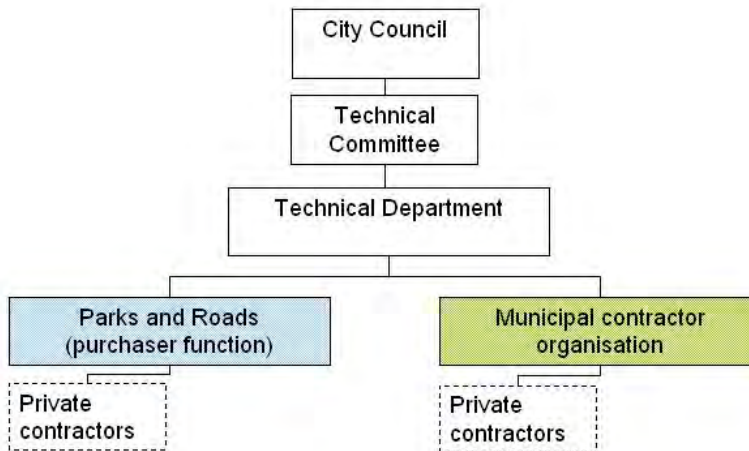 City Council
Technical
Committee
Technical Department
Parks and Roads
(purchaser function)
Municipal contractor
organisation
Private
contractors
Private
contractors